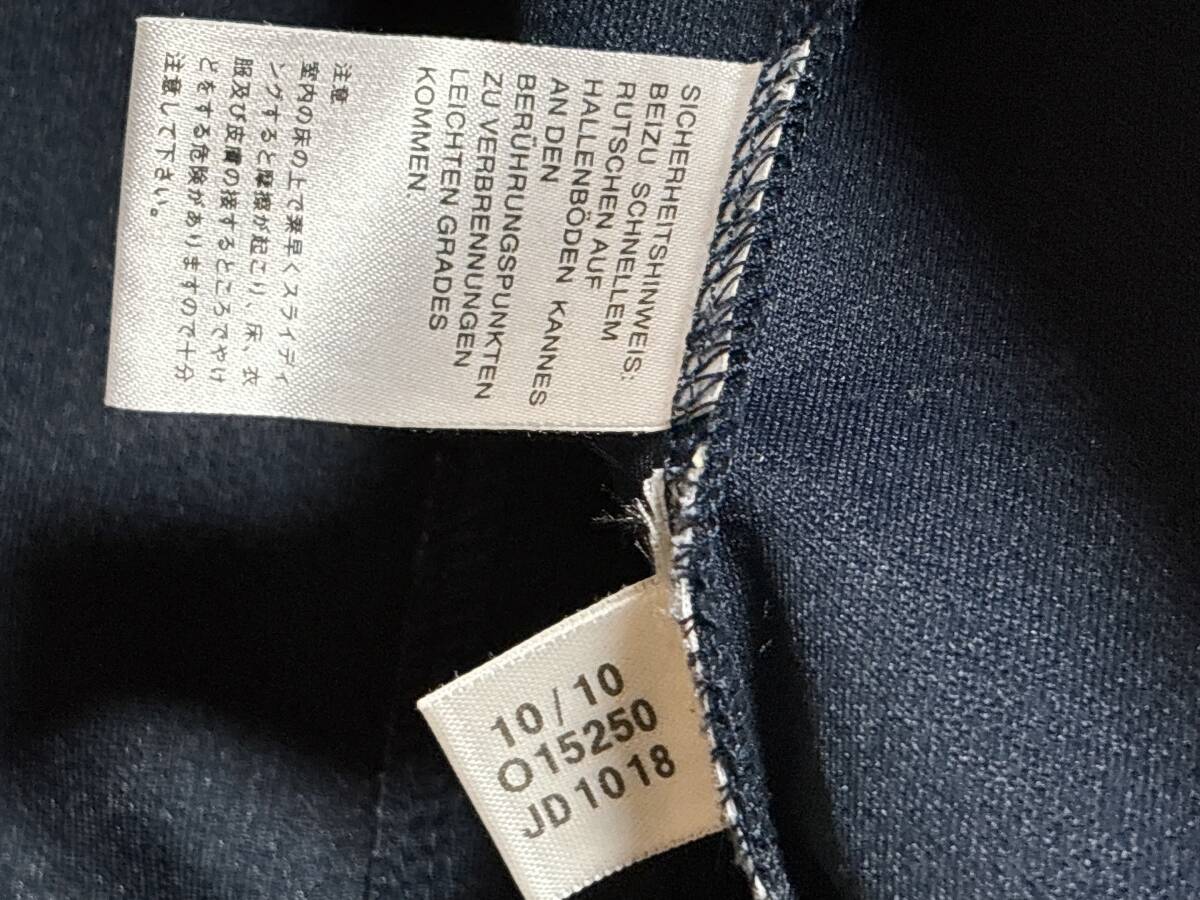 SICHERHEITSHINWEIS:
BEIZU SCHNELLEM
RUTSCHEN AUF
HALLENBÖDEN KANNES
AN DEN
BERÜHRUNGSPUNKTEN
ZU VERBRENNUNGEN
LEICHTEN GRADES
KOMMEN.
注意
室内の床の上で素早くスライディ
ングすると摩擦が起こり、床、衣
服及び皮膚の接するところでやけ
どをする危険がありますので十分
注意して下さい。
10/10
O15250
JD1018